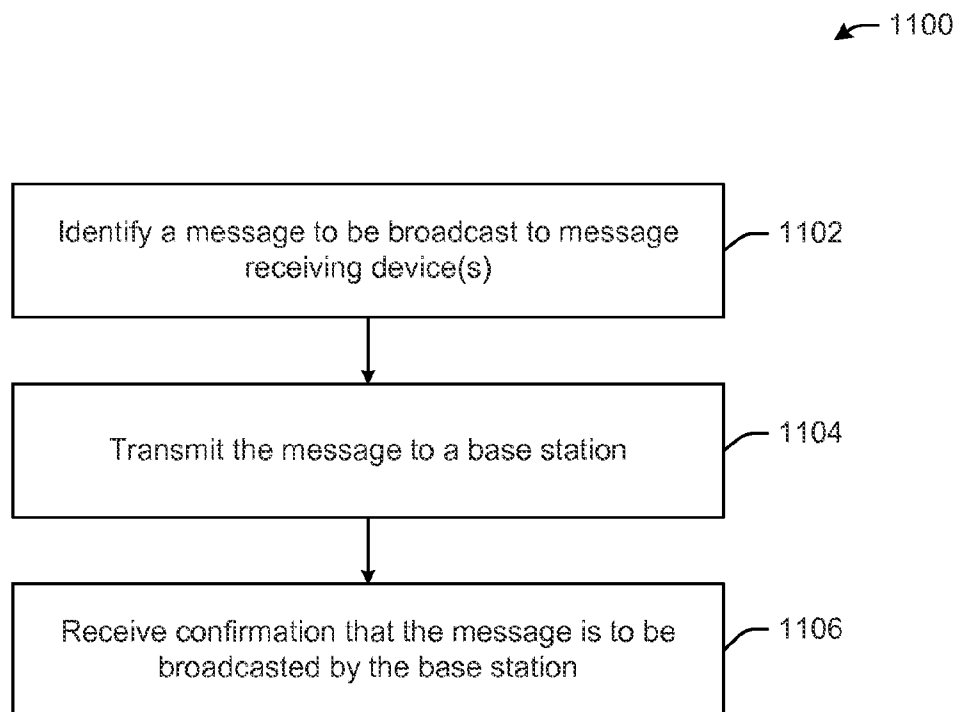 1100
Identify a message to be broadcast to message
receiving device(s)
1102
Transmit the message to a base station
1104
Receive confirmation that the message is to be
broadcasted by the base station
1106